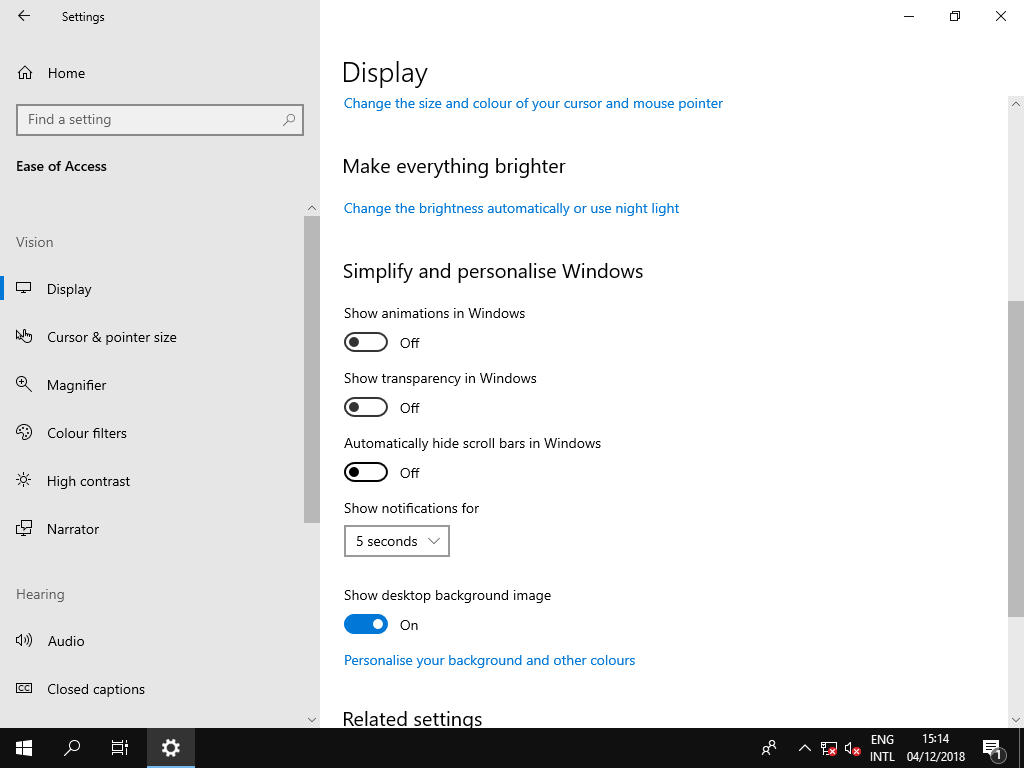 Settings
Home
Find a setting
Ease of Access
Vision
Display
Cursor & pointer size
Magnifier
Colour filters
High contrast
Narrator
Hearing
Audio
CC
Closed captions
Display
Change the size and colour of your cursor and mouse pointer
Make everything brighter
Change the brightness automatically or use night light
Simplify and personalise Windows
Show animations in Windows
Off
Show transparency in Windows
Off
Automatically hide scroll bars in Windows
Off
Show notifications for
5 seconds
Show desktop background image
On
Personalise your background and other colours
Related settings
ENG
INTL
15:14
04/12/2018
1